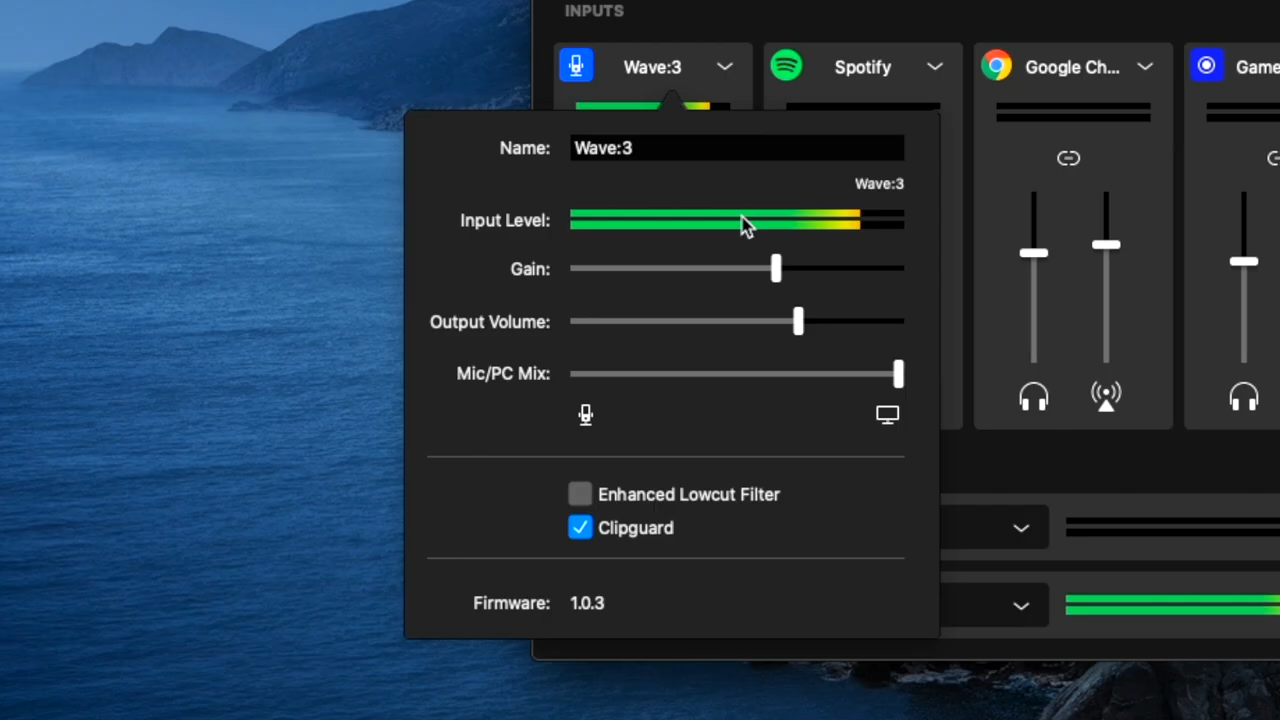 INPUTS
Wave:3
Spotify
Google Ch...
Game
Name: Wave:3
Wave:3
Input Level:
Gain:
Output Volume:
Mic/PC Mix:
Enhanced Lowcut Filter
Clipguard
Firmware: 1.0.3